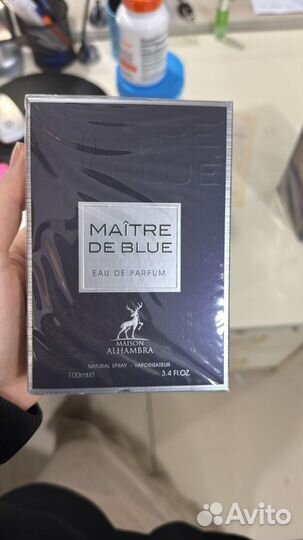 MAÎTRE
DE BLUE
EAU DE PARFUM
MAISON
ALHAMBRA
NATURAL SPRAY - VAPORISATEUR
100ml e
3.4 FL.OZ.
Avito